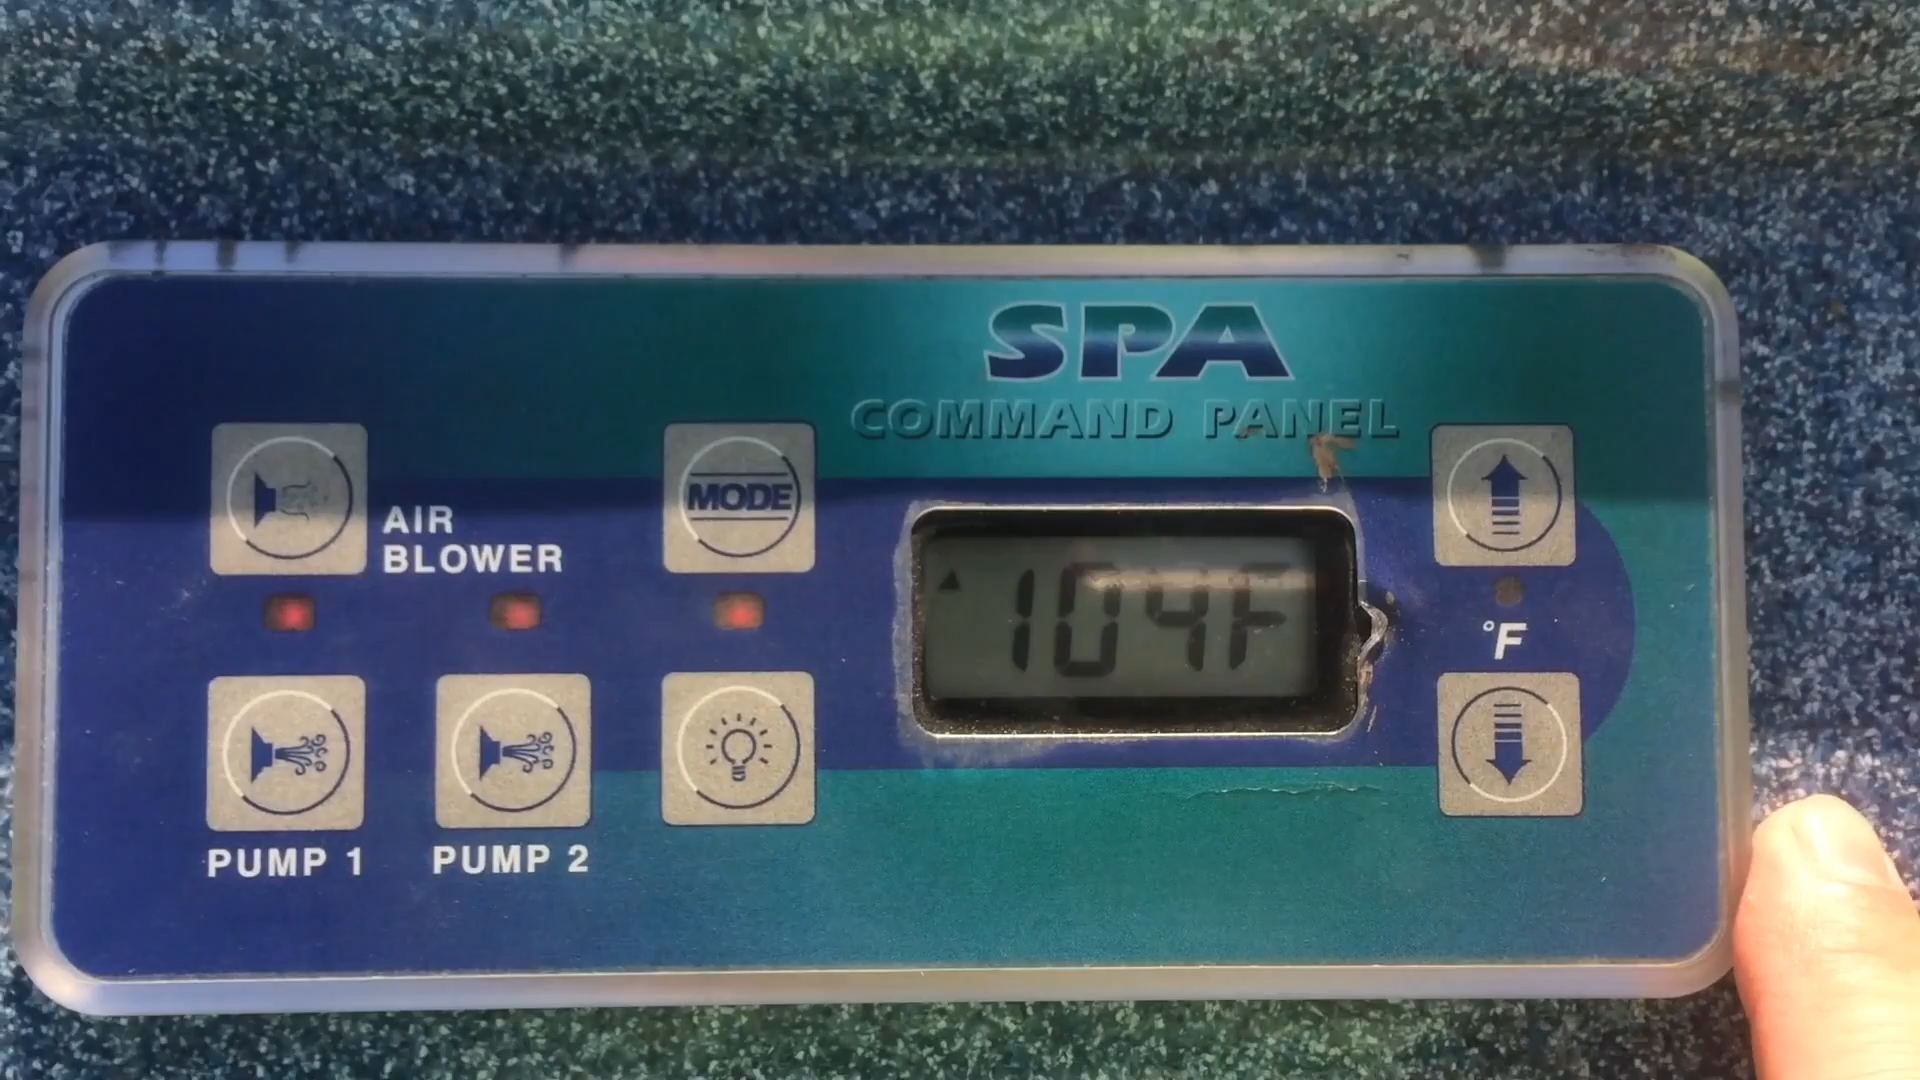 SPA
COMMAND PANEL
AIR
BLOWER
MODE
104F
°F
PUMP 1
PUMP 2